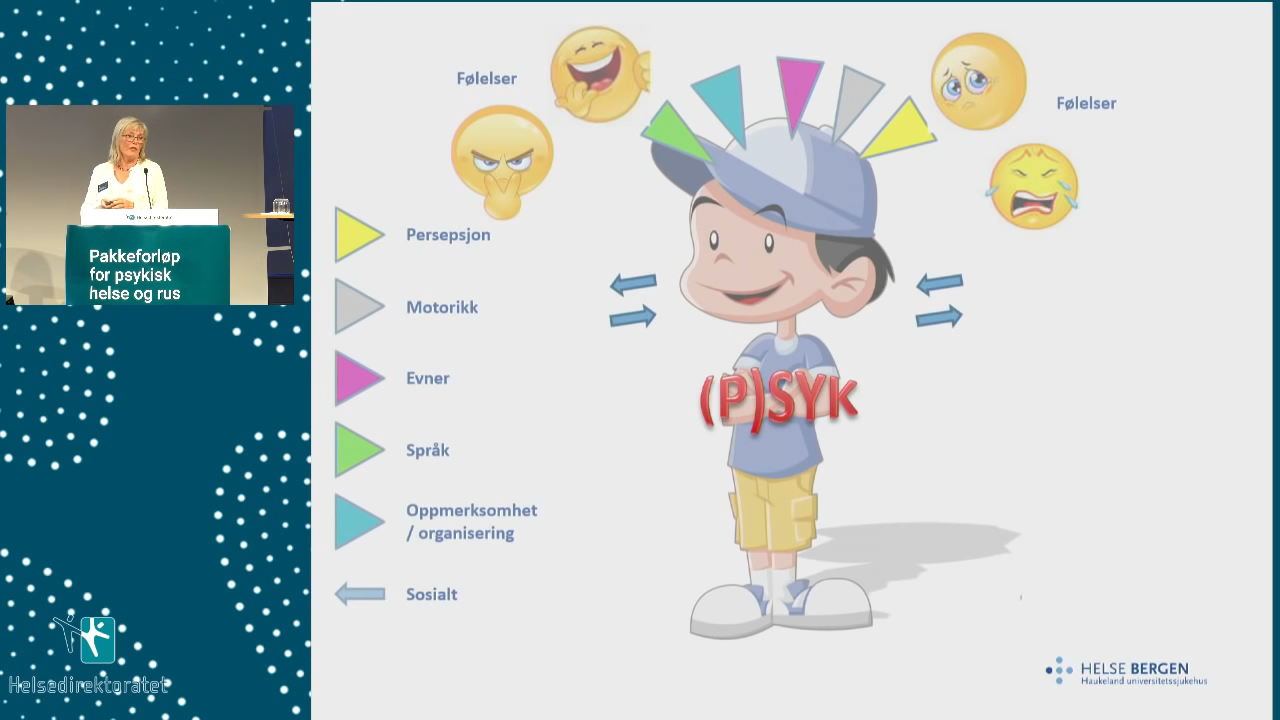 Følelser
Følelser
Persepsjon
Motorikk
Evner
Språk
Oppmerksomhet
/ organisering
Sosialt
(P)SYK
Helsedirektoratet
Pakkeforløp
for psykisk
helse og rus
Helsedirektoratet
HELSE BERGEN
Haukeland universitetssjukehus